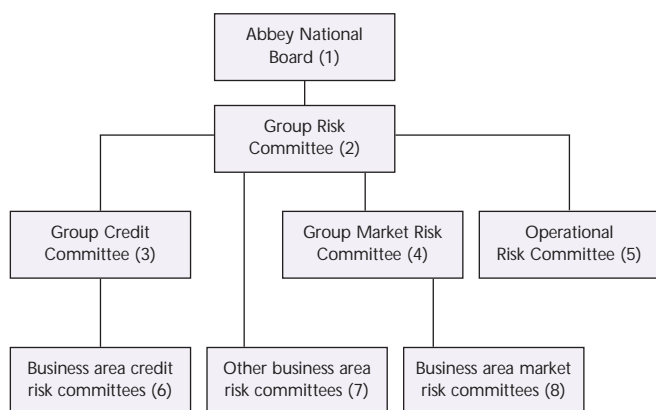 Abbey National
Board (1)
Group Risk
Committee (2)
Group Credit
Committee (3)
Group Market Risk
Committee (4)
Operational
Risk Committee (5)
Business area credit
risk committees (6)
Other business area
risk committees (7)
Business area market
risk committees (8)